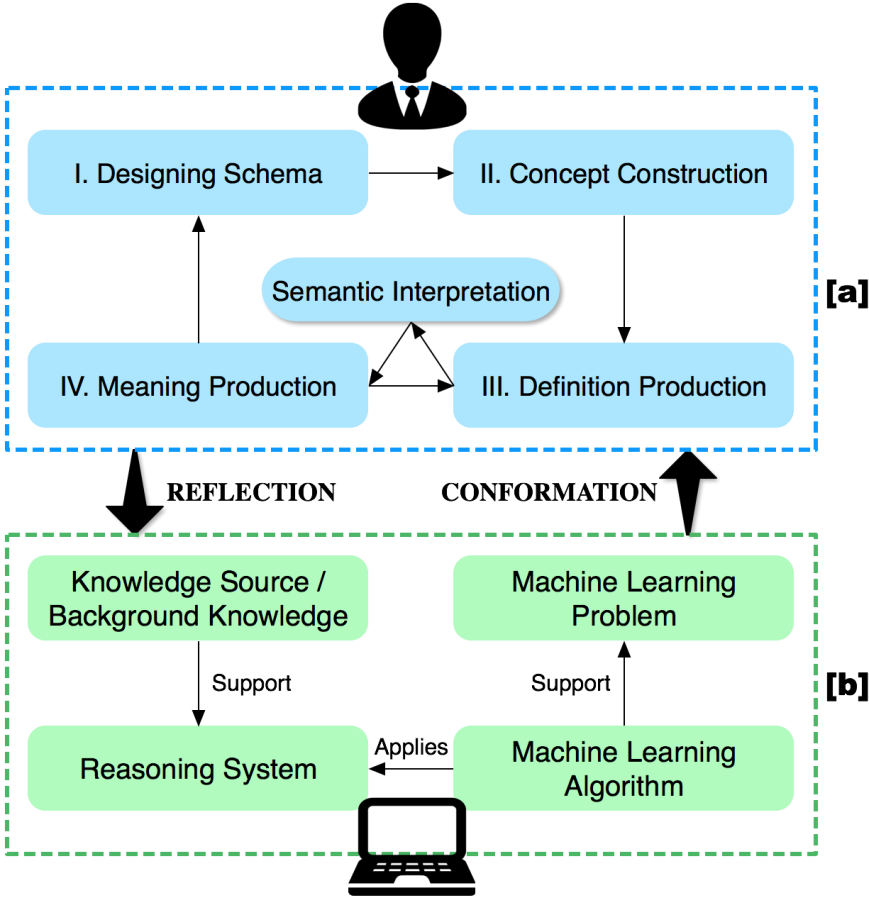 I. Designing Schema
II. Concept Construction
Semantic Interpretation
[a]
IV. Meaning Production
III. Definition Production
REFLECTION
CONFORMATION
Knowledge Source /
Background Knowledge
Machine Learning
Problem
Support
Support
[b]
Reasoning System
Applies
Machine Learning
Algorithm